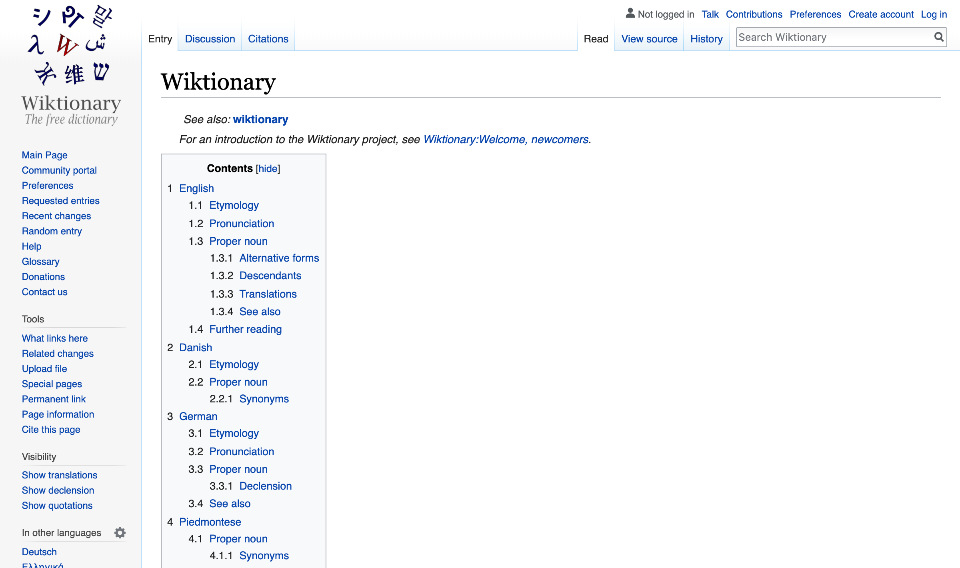 シ Ру 말
λ W ش
维 ש
Wiktionary
The free dictionary
Main Page
Community portal
Preferences
Requested entries
Recent changes
Random entry
Help
Glossary
Donations
Contact us
Tools
What links here
Related changes
Upload file
Special pages
Permanent link
Page information
Cite this page
Visibility
Show translations
Show declension
Show quotations
In other languages
Deutsch
Ελληνικά
Not logged in Talk Contributions Preferences Create account Log in
Entry Discussion Citations Read View source History Search Wiktionary
Wiktionary
See also: wiktionary
For an introduction to the Wiktionary project, see Wiktionary:Welcome, newcomers.
Contents [hide]
1 English
1.1 Etymology
1.2 Pronunciation
1.3 Proper noun
1.3.1 Alternative forms
1.3.2 Descendants
1.3.3 Translations
1.3.4 See also
1.4 Further reading
2 Danish
2.1 Etymology
2.2 Proper noun
2.2.1 Synonyms
3 German
3.1 Etymology
3.2 Pronunciation
3.3 Proper noun
3.3.1 Declension
3.4 See also
4 Piedmontese
4.1 Proper noun
4.1.1 Synonyms